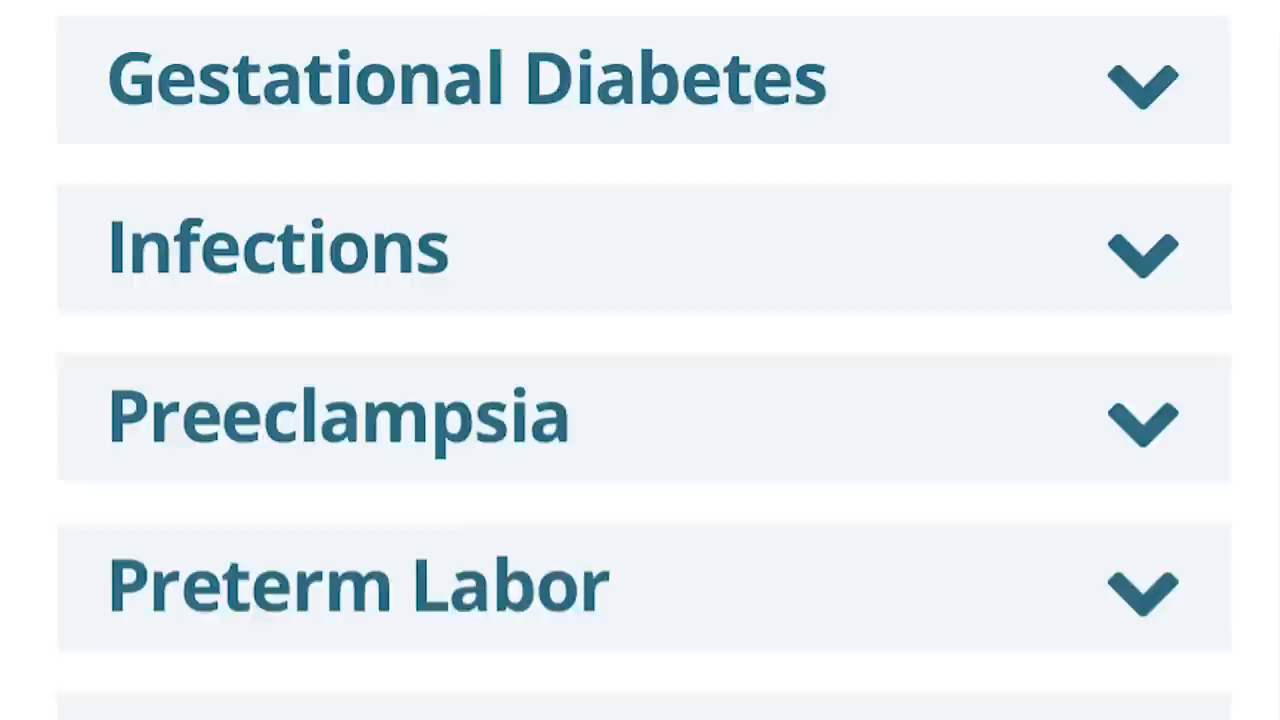 Gestational Diabetes
Infections
Preeclampsia
Preterm Labor